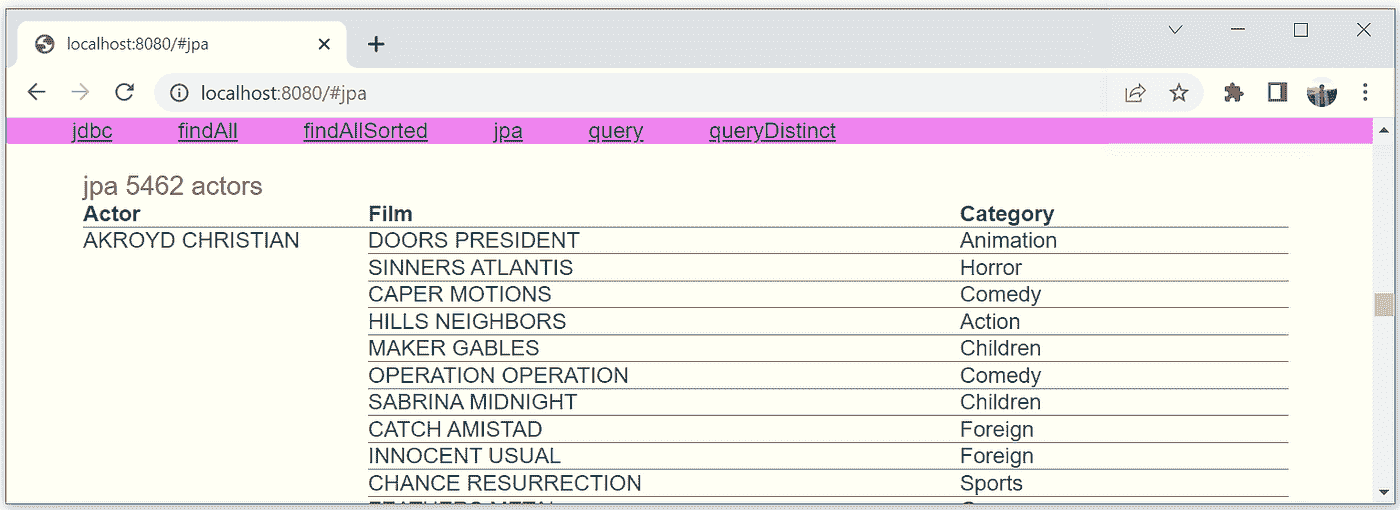 localhost:8080/#jpa
localhost:8080/#jpa
jdbc findAll findAllSorted jpa query queryDistinct
jpa 5462 actors
Actor Film Category
AKROYD CHRISTIAN DOORS PRESIDENT Animation
SINNERS ATLANTIS Horror
CAPER MOTIONS Comedy
HILLS NEIGHBORS Action
MAKER GABLES Children
OPERATION OPERATION Comedy
SABRINA MIDNIGHT Children
CATCH AMISTAD Foreign
INNOCENT USUAL Foreign
CHANCE RESURRECTION Sports